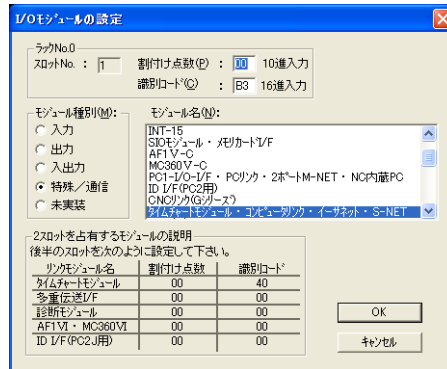 I/Oモジュールの設定
ラックNo.0
スロットNo. : 1 割付け点数(P) : 00 10進入力
識別コード(C) : B3 16進入力
モジュール種別(M):
入力
出力
入出力
特殊／通信
未実装
モジュール名(N):
INT-15
SIOモジュール・メモリカードI/F
AF1V-C
MC360V-C
PC1-I/O-I/F・PCリンク・2ポートM-NET・NC内蔵PC
ID I/F(PC2用)
CNCリンク(Gシリーズ)
タイムチャートモジュール・コンピュータリンク・イーサネット・S-NET
2スロットを占有するモジュールの説明
後半のスロットを次のように設定して下さい。
リンクモジュール名 割付け点数 識別コード
タイムチャートモジュール 00 40
多重伝送I/F 00 00
診断モジュール 00 00
AF1VI・MC360VI 00 00
ID I/F(PC2J用) 00 00
OK
キャンセル